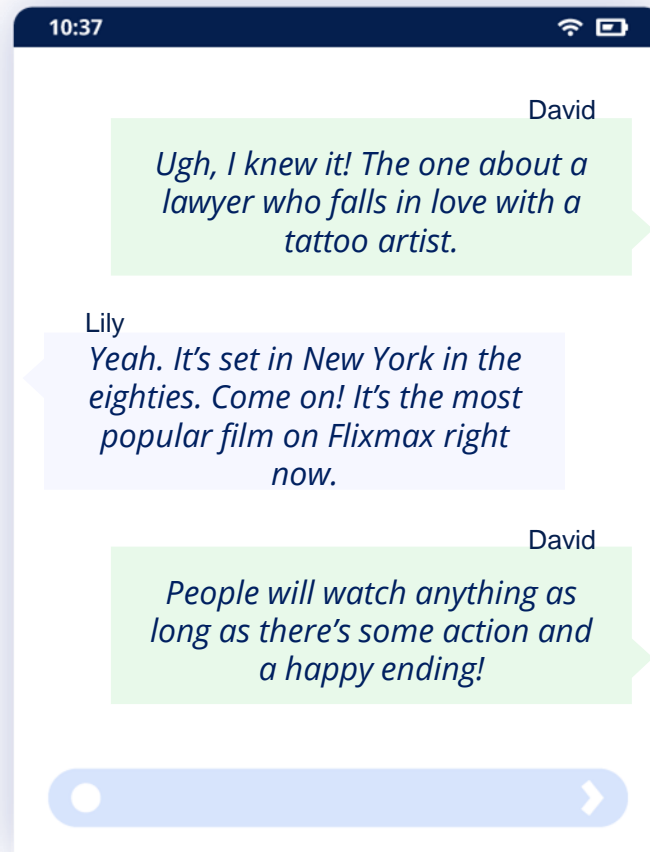 10:37
David
Ugh, I knew it! The one about a
lawyer who falls in love with a
tattoo artist.
Lily
Yeah. It’s set in New York in the
eighties. Come on! It’s the most
popular film on Flixmax right
now.
David
People will watch anything as
long as there’s some action and
a happy ending!